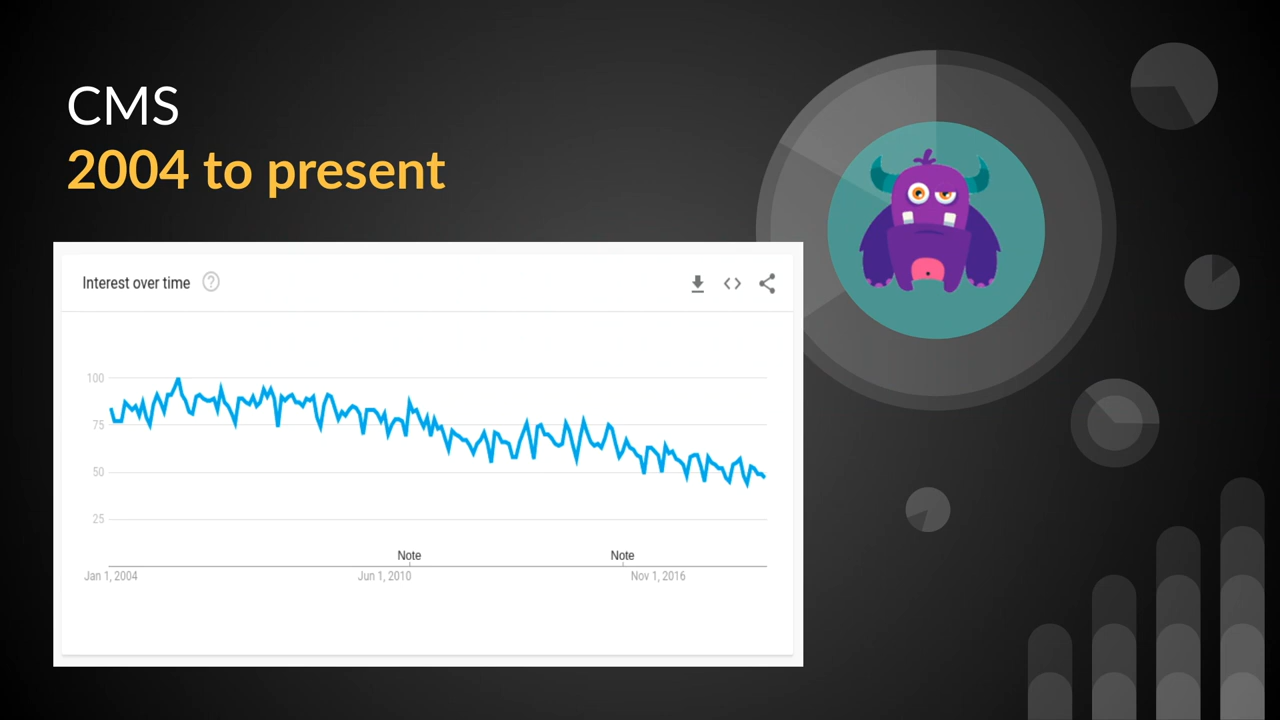 CMS
2004 to present
Interest over time ?
100
75
50
25
Note Note
Jan 1, 2004 Jun 1, 2010 Nov 1, 2016